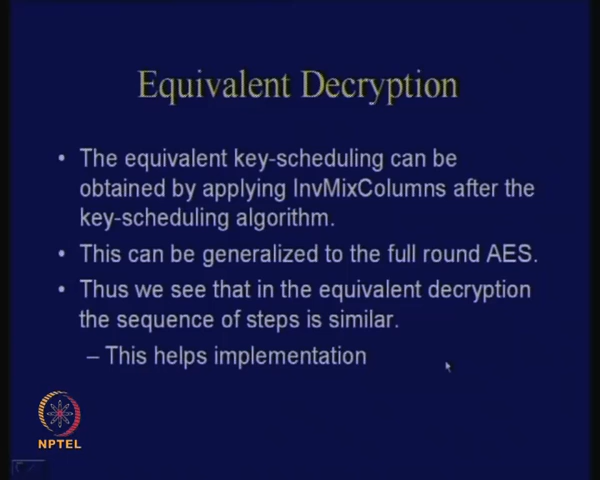 Equivalent Decryption
• The equivalent key-scheduling can be
obtained by applying InvMixColumns after the
key-scheduling algorithm.
• This can be generalized to the full round AES.
• Thus we see that in the equivalent decryption
the sequence of steps is similar.
– This helps implementation
NPTEL